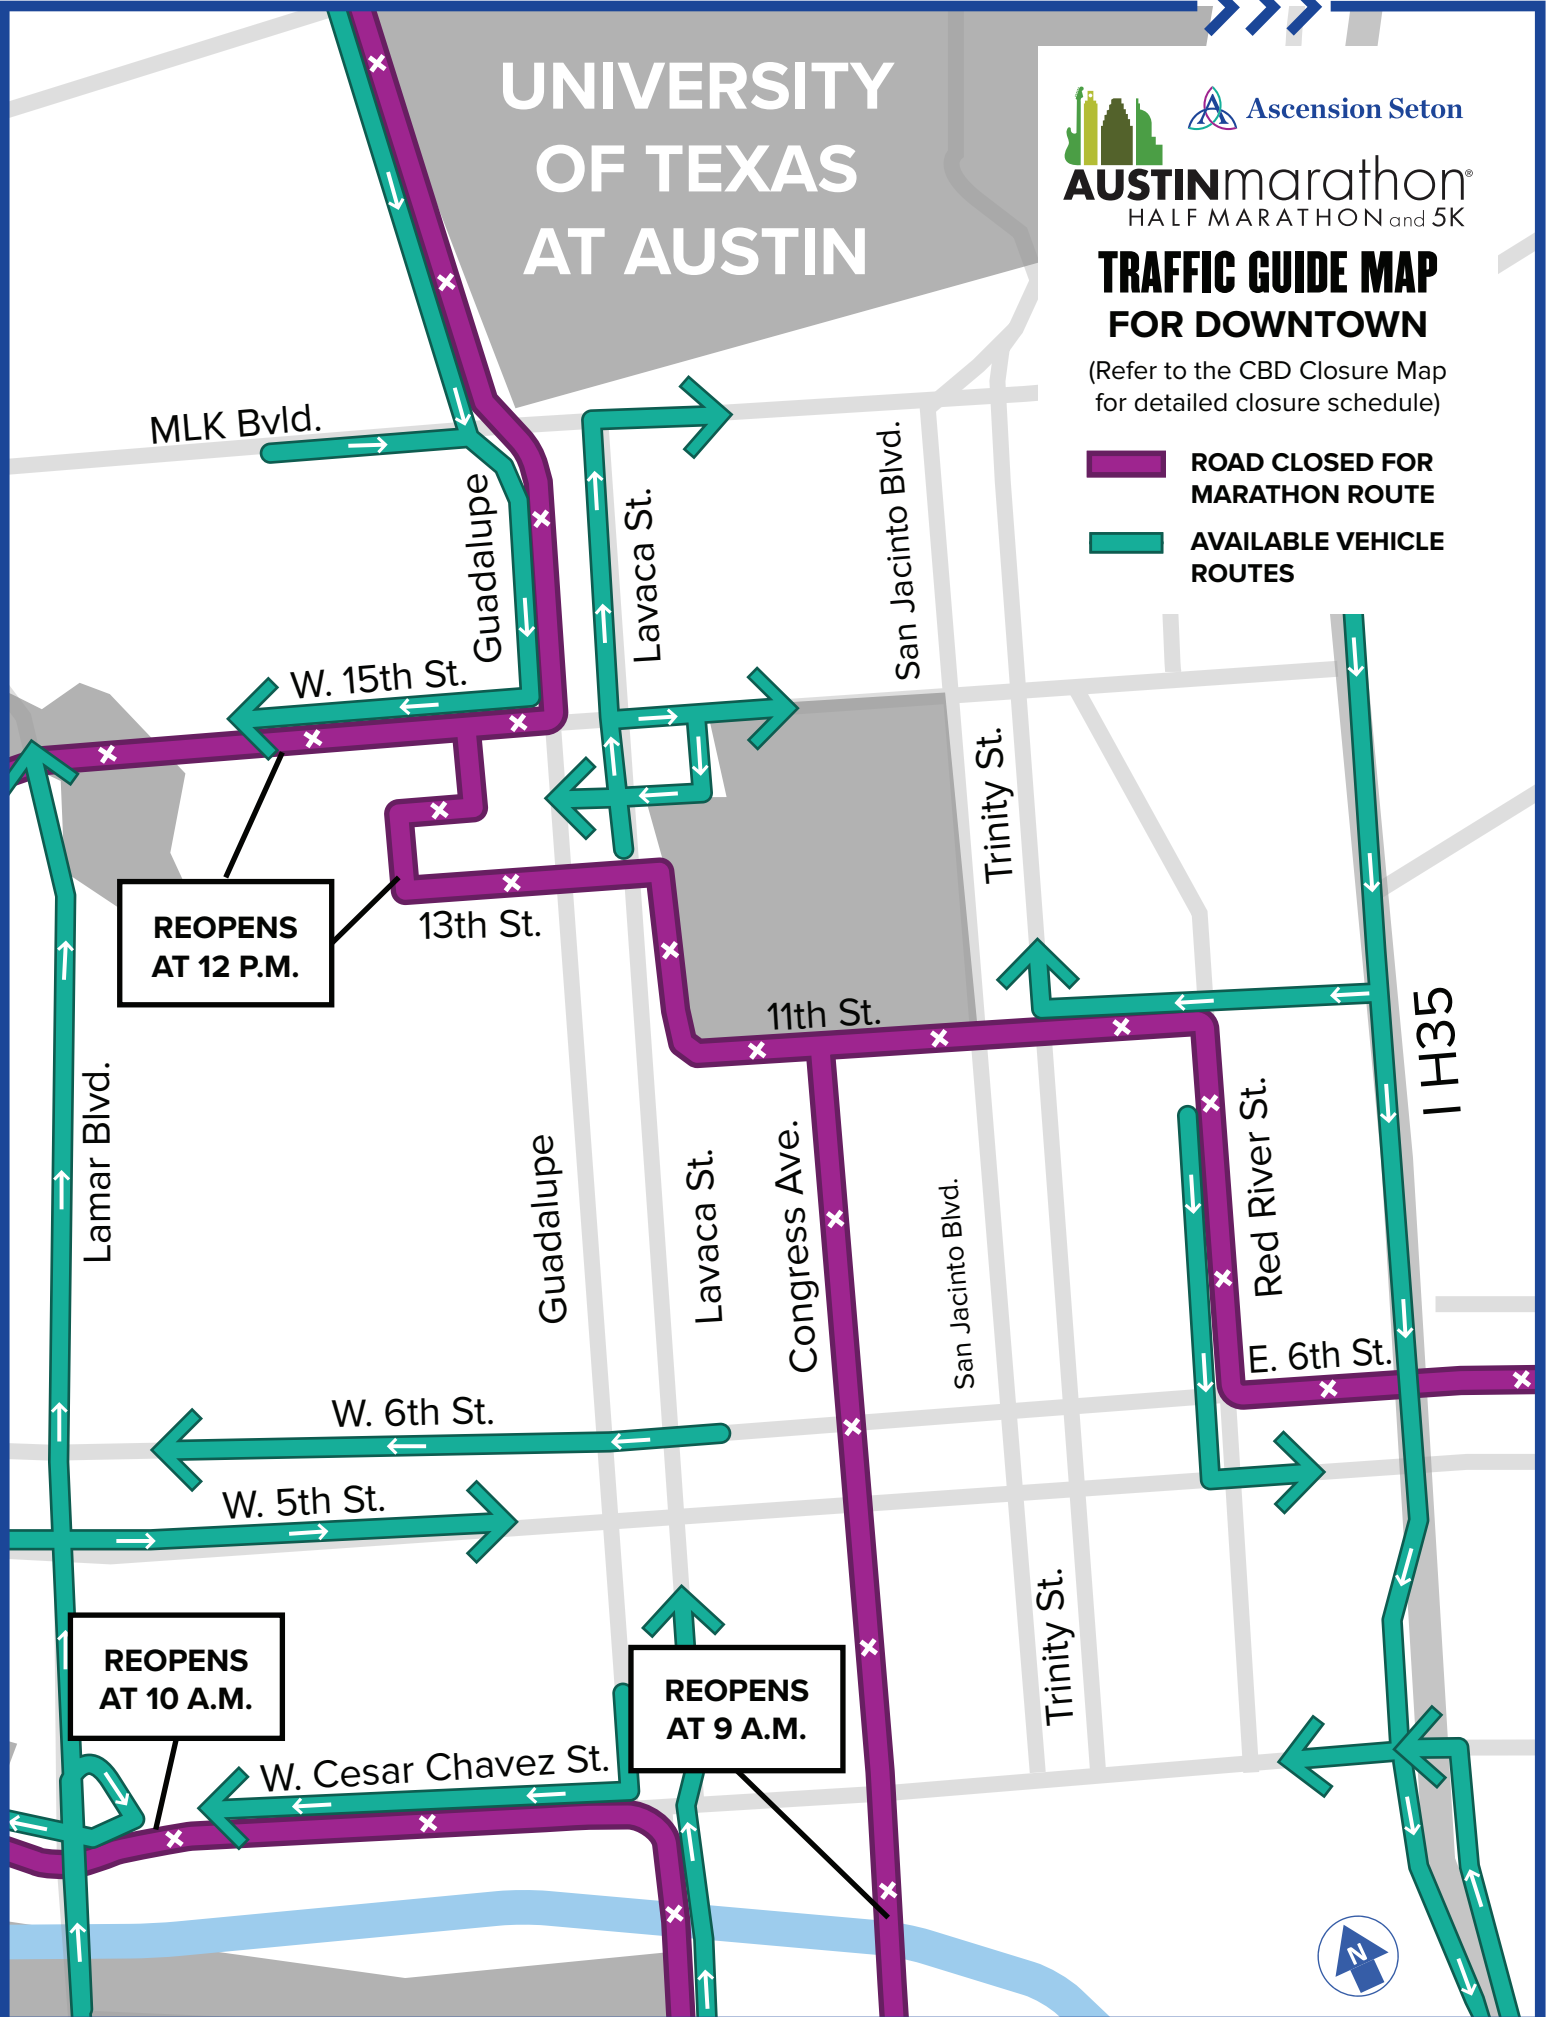 UNIVERSITY
OF TEXAS
AT AUSTIN
Ascension Seton
AUSTINmarathon®
HALF MARATHON and 5K
TRAFFIC GUIDE MAP
FOR DOWNTOWN
(Refer to the CBD Closure Map
for detailed closure schedule)
ROAD CLOSED FOR
MARATHON ROUTE
AVAILABLE VEHICLE
ROUTES
MLK Bvld.
Guadalupe
Lavaca St.
San Jacinto Blvd.
W. 15th St.
Trinity St.
REOPENS
AT 12 P.M.
13th St.
11th St.
I H35
Lamar Blvd.
Guadalupe
Lavaca St.
Congress Ave.
San Jacinto Blvd.
Red River St.
E. 6th St.
W. 6th St.
W. 5th St.
Trinity St.
REOPENS
AT 10 A.M.
REOPENS
AT 9 A.M.
W. Cesar Chavez St.
N